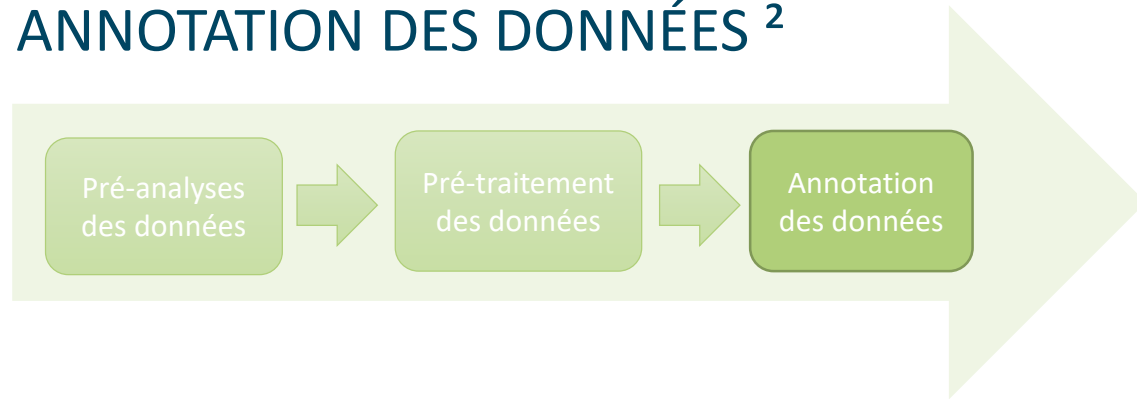 ANNOTATION DES DONNÉES ²
Pré-analyses
des données
Pré-traitement
des données
Annotation
des données